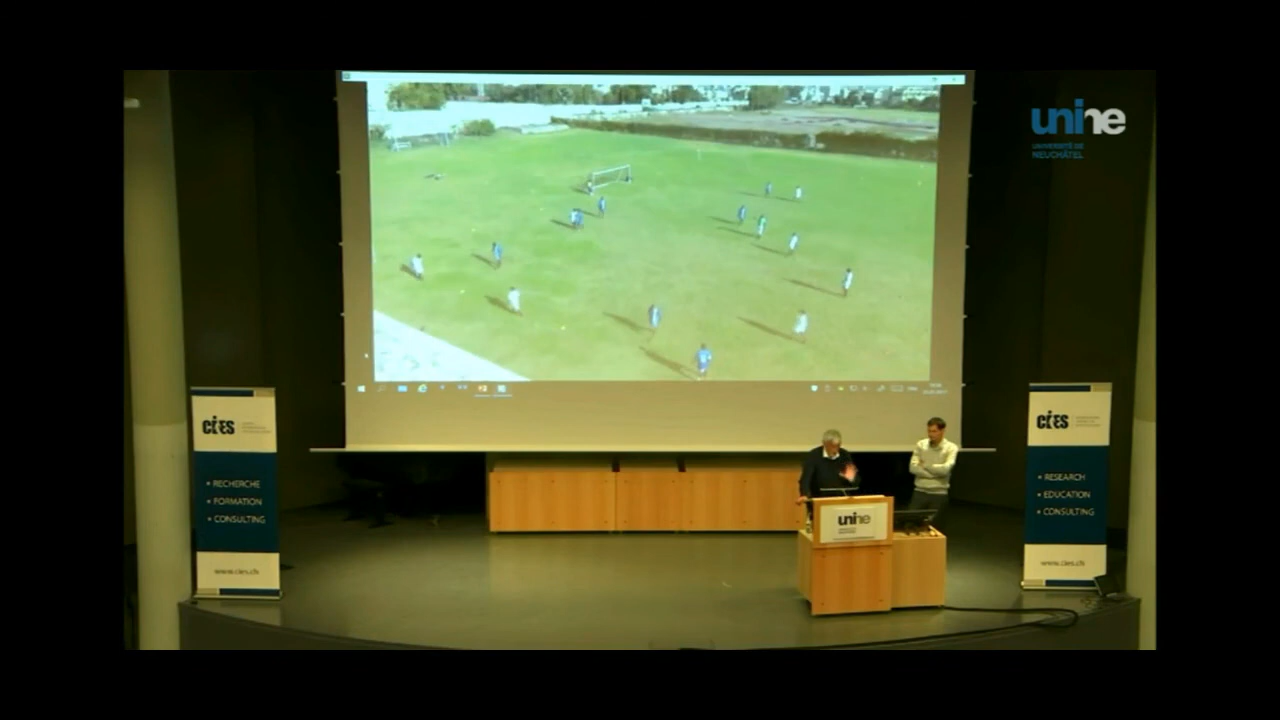 unine
UNIVERSITÉ DE
NEUCHÂTEL
CIES
• RECHERCHE
• FORMATION
• CONSULTING
www.cies.ch
CIES
• RESEARCH
• EDUCATION
• CONSULTING
www.cies.ch
unine